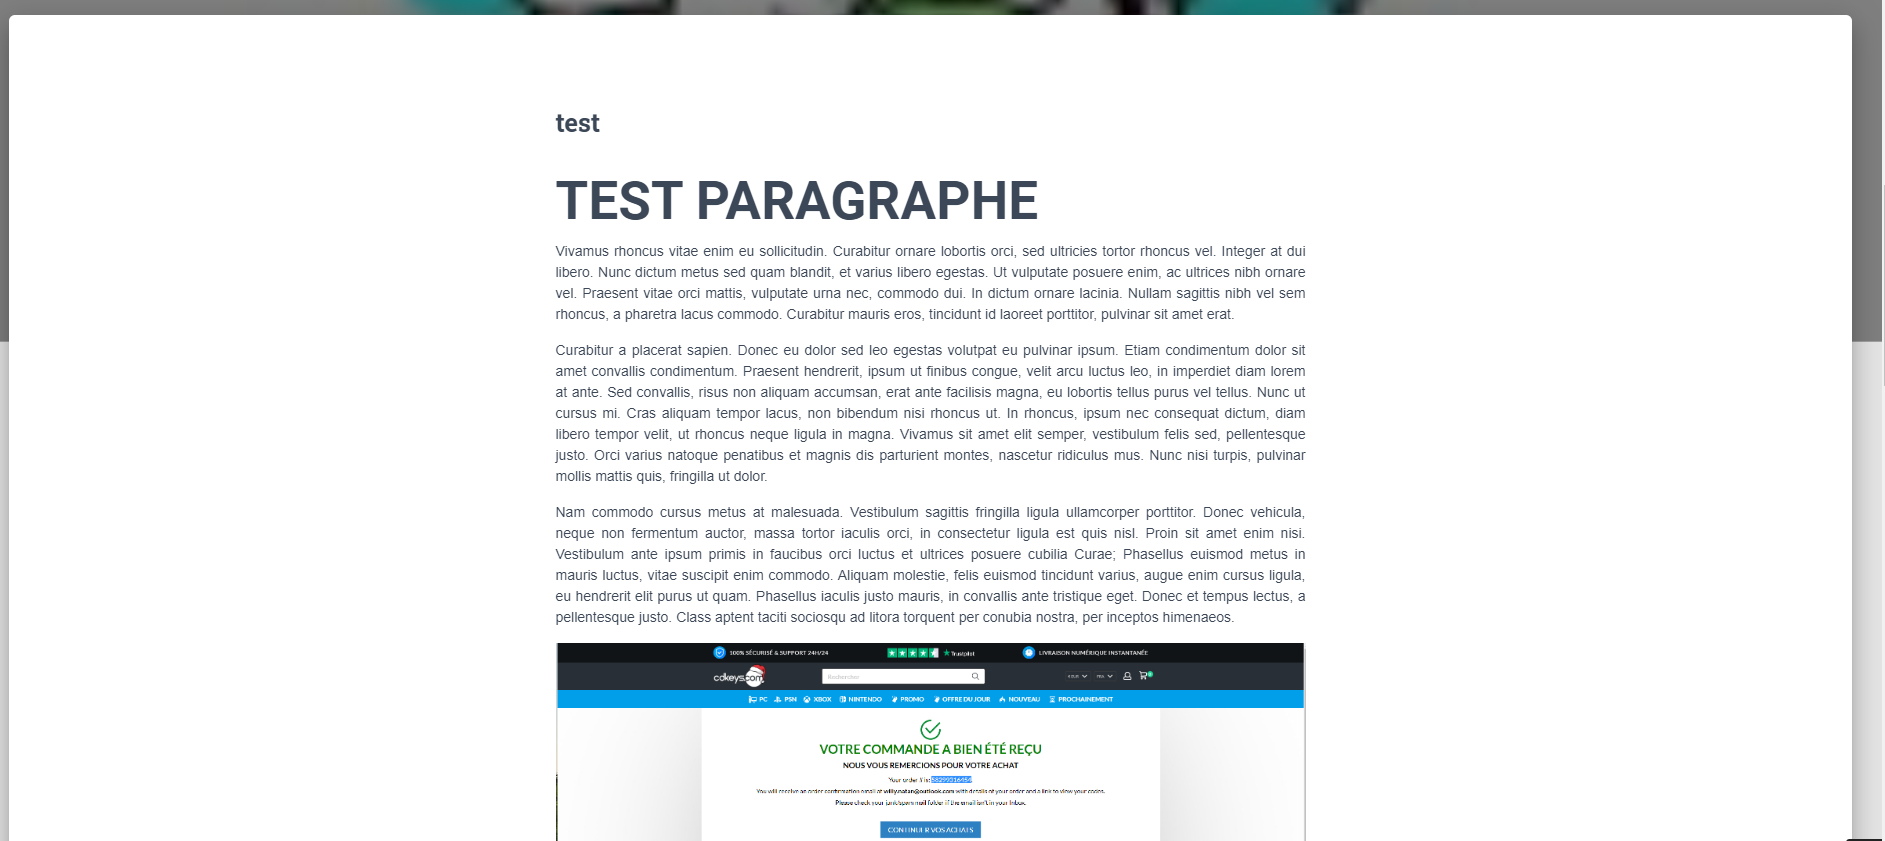 test
TEST PARAGRAPHE
Vivamus rhoncus vitae enim eu sollicitudin. Curabitur ornare lobortis orci, sed ultricies tortor rhoncus vel. Integer at dui
libero. Nunc dictum metus sed quam blandit, et varius libero egestas. Ut vulputate posuere enim, ac ultrices nibh ornare
vel. Praesent vitae orci mattis, vulputate urna nec, commodo dui. In dictum ornare lacinia. Nullam sagittis nibh vel sem
rhoncus, a pharetra lacus commodo. Curabitur mauris eros, tincidunt id laoreet porttitor, pulvinar sit amet erat.
Curabitur a placerat sapien. Donec eu dolor sed leo egestas volutpat eu pulvinar ipsum. Etiam condimentum dolor sit
amet convallis condimentum. Praesent hendrerit, ipsum ut finibus congue, velit arcu luctus leo, in imperdiet diam lorem
at ante. Sed convallis, risus non aliquam accumsan, erat ante facilisis magna, eu lobortis tellus purus vel tellus. Nunc ut
cursus mi. Cras aliquam tempor lacus, non bibendum nisi rhoncus ut. In rhoncus, ipsum nec consequat dictum, diam
libero tempor velit, ut rhoncus neque ligula in magna. Vivamus sit amet elit semper, vestibulum felis sed, pellentesque
justo. Orci varius natoque penatibus et magnis dis parturient montes, nascetur ridiculus mus. Nunc nisi turpis, pulvinar
mollis mattis quis, fringilla ut dolor.
Nam commodo cursus metus at malesuada. Vestibulum sagittis fringilla ligula ullamcorper porttitor. Donec vehicula,
neque non fermentum auctor, massa tortor iaculis orci, in consectetur ligula est quis nisl. Proin sit amet enim nisi.
Vestibulum ante ipsum primis in faucibus orci luctus et ultrices posuere cubilia Curae; Phasellus euismod metus in
mauris luctus, vitae suscipit enim commodo. Aliquam molestie, felis euismod tincidunt varius, augue enim cursus ligula,
eu hendrerit elit purus ut quam. Phasellus iaculis justo mauris, in convallis ante tristique eget. Donec et tempus lectus, a
pellentesque justo. Class aptent taciti sociosqu ad litora torquent per conubia nostra, per inceptos himenaeos.
100% SÉCURISÉ & SUPPORT 24H/24 Trustpilot LIVRAISON NUMÉRIQUE INSTANTANÉE
cdkeys.com Rechercher
PC PSN XBOX NINTENDO PROMO OFFRE DU JOUR NOUVEAU PROCHAINEMENT
VOTRE COMMANDE A BIEN ÉTÉ REÇU
NOUS VOUS REMERCIONS POUR VOTRE ACHAT
Your order # is:
You will receive an order confirmation email at willy.natan@outlook.com with details of your order and a link to view your codes.
Please check your junk/spam mail folder if the email isn't in your Inbox.
CONTINUER VOS ACHATS